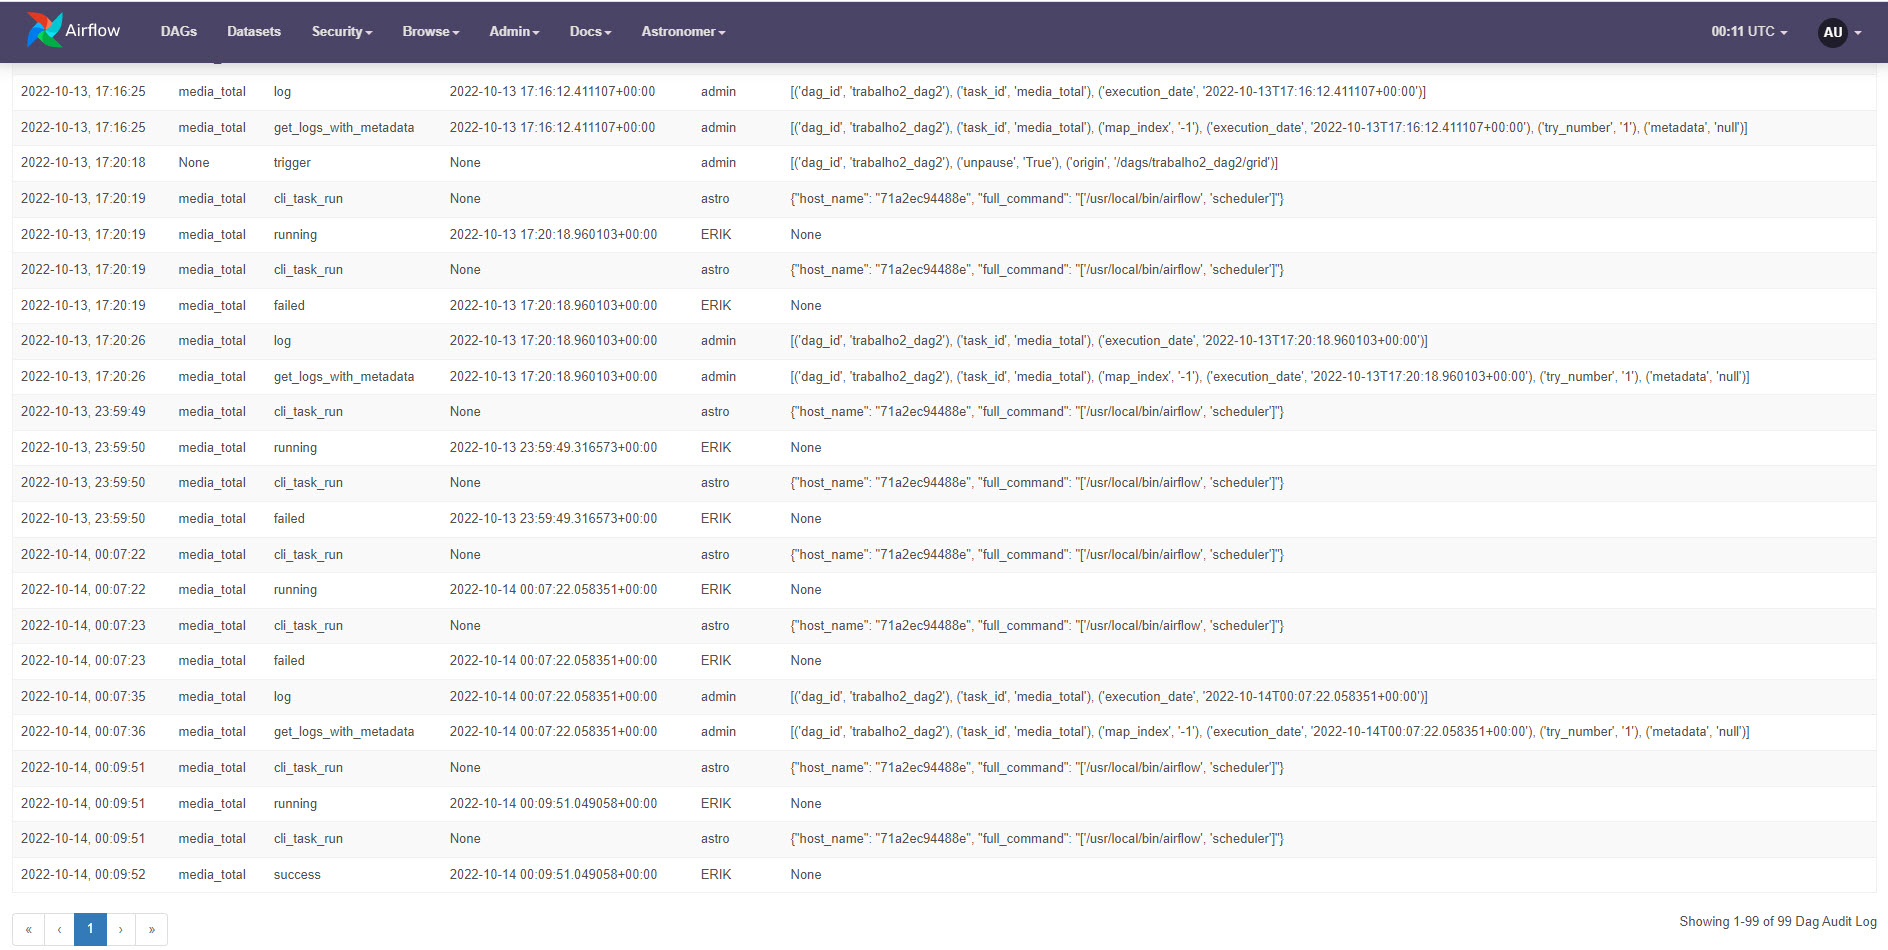 Airflow DAGs Datasets Security Browse Admin Docs Astronomer 00:11 UTC AU
2022-10-13, 17:16:25 media_total log 2022-10-13 17:16:12.411107+00:00 admin [('dag_id', 'trabalho2_dag2'), ('task_id', 'media_total'), ('execution_date', '2022-10-13T17:16:12.411107+00:00')]
2022-10-13, 17:16:25 media_total get_logs_with_metadata 2022-10-13 17:16:12.411107+00:00 admin [('dag_id', 'trabalho2_dag2'), ('task_id', 'media_total'), ('map_index', '-1'), ('execution_date', '2022-10-13T17:16:12.411107+00:00'), ('try_number', '1'), ('metadata', 'null')]
2022-10-13, 17:20:18 None trigger None admin [('dag_id', 'trabalho2_dag2'), ('unpause', 'True'), ('origin', '/dags/trabalho2_dag2/grid')]
2022-10-13, 17:20:19 media_total cli_task_run None astro {"host_name": "71a2ec94488e", "full_command": "['/usr/local/bin/airflow', 'scheduler']"}
2022-10-13, 17:20:19 media_total running 2022-10-13 17:20:18.960103+00:00 ERIK None
2022-10-13, 17:20:19 media_total cli_task_run None astro {"host_name": "71a2ec94488e", "full_command": "['/usr/local/bin/airflow', 'scheduler']"}
2022-10-13, 17:20:19 media_total failed 2022-10-13 17:20:18.960103+00:00 ERIK None
2022-10-13, 17:20:26 media_total log 2022-10-13 17:20:18.960103+00:00 admin [('dag_id', 'trabalho2_dag2'), ('task_id', 'media_total'), ('execution_date', '2022-10-13T17:20:18.960103+00:00')]
2022-10-13, 17:20:26 media_total get_logs_with_metadata 2022-10-13 17:20:18.960103+00:00 admin [('dag_id', 'trabalho2_dag2'), ('task_id', 'media_total'), ('map_index', '-1'), ('execution_date', '2022-10-13T17:20:18.960103+00:00'), ('try_number', '1'), ('metadata', 'null')]
2022-10-13, 23:59:49 media_total cli_task_run None astro {"host_name": "71a2ec94488e", "full_command": "['/usr/local/bin/airflow', 'scheduler']"}
2022-10-13, 23:59:50 media_total running 2022-10-13 23:59:49.316573+00:00 ERIK None
2022-10-13, 23:59:50 media_total cli_task_run None astro {"host_name": "71a2ec94488e", "full_command": "['/usr/local/bin/airflow', 'scheduler']"}
2022-10-13, 23:59:50 media_total failed 2022-10-13 23:59:49.316573+00:00 ERIK None
2022-10-14, 00:07:22 media_total cli_task_run None astro {"host_name": "71a2ec94488e", "full_command": "['/usr/local/bin/airflow', 'scheduler']"}
2022-10-14, 00:07:22 media_total running 2022-10-14 00:07:22.058351+00:00 ERIK None
2022-10-14, 00:07:23 media_total cli_task_run None astro {"host_name": "71a2ec94488e", "full_command": "['/usr/local/bin/airflow', 'scheduler']"}
2022-10-14, 00:07:23 media_total failed 2022-10-14 00:07:22.058351+00:00 ERIK None
2022-10-14, 00:07:35 media_total log 2022-10-14 00:07:22.058351+00:00 admin [('dag_id', 'trabalho2_dag2'), ('task_id', 'media_total'), ('execution_date', '2022-10-14T00:07:22.058351+00:00')]
2022-10-14, 00:07:36 media_total get_logs_with_metadata 2022-10-14 00:07:22.058351+00:00 admin [('dag_id', 'trabalho2_dag2'), ('task_id', 'media_total'), ('map_index', '-1'), ('execution_date', '2022-10-14T00:07:22.058351+00:00'), ('try_number', '1'), ('metadata', 'null')]
2022-10-14, 00:09:51 media_total cli_task_run None astro {"host_name": "71a2ec94488e", "full_command": "['/usr/local/bin/airflow', 'scheduler']"}
2022-10-14, 00:09:51 media_total running 2022-10-14 00:09:51.049058+00:00 ERIK None
2022-10-14, 00:09:51 media_total cli_task_run None astro {"host_name": "71a2ec94488e", "full_command": "['/usr/local/bin/airflow', 'scheduler']"}
2022-10-14, 00:09:52 media_total success 2022-10-14 00:09:51.049058+00:00 ERIK None
« ‹ 1 › » Showing 1-99 of 99 Dag Audit Log